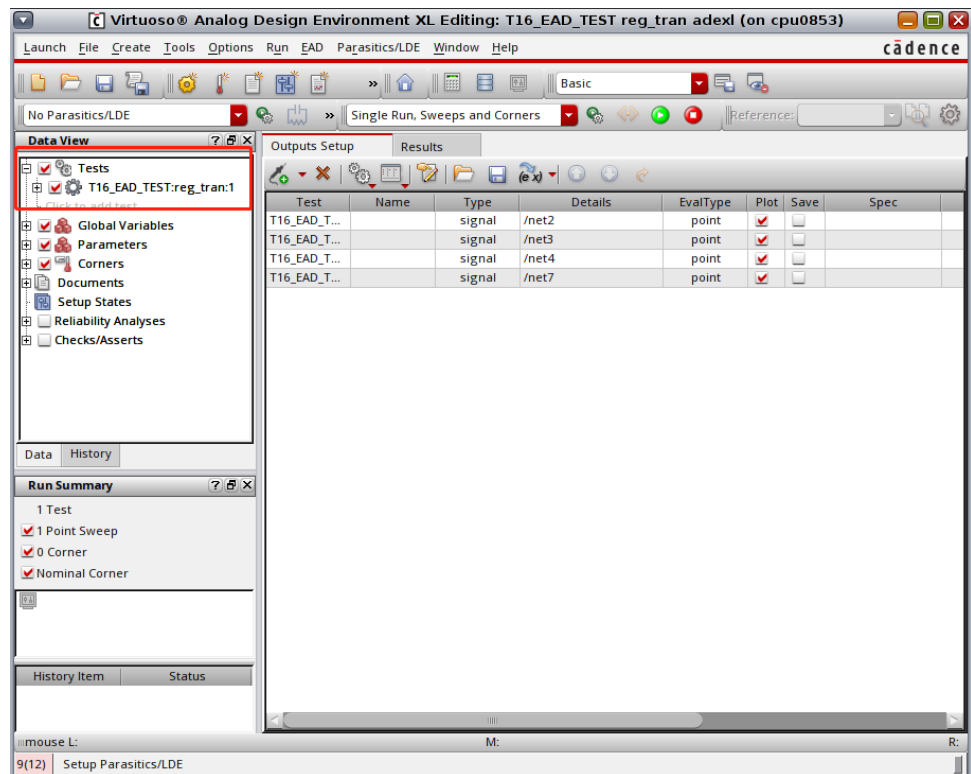 Virtuoso® Analog Design Environment XL Editing: T16_EAD_TEST reg_tran adexl (on cpu0853)
Launch File Create Tools Options Run EAD Parasitics/LDE Window Help cādence
» Basic
No Parasitics/LDE » Single Run, Sweeps and Corners Reference:
Data View ? X
Tests
T16_EAD_TEST:reg_tran:1
Click to add test
Global Variables
Parameters
Corners
Documents
Setup States
Reliability Analyses
Checks/Asserts
Data History
Run Summary ? X
1 Test
1 Point Sweep
0 Corner
Nominal Corner
History Item Status
Outputs Setup Results
(e x)
Test Name Type Details EvalType Plot Save Spec
T16_EAD_T... signal /net2 point
T16_EAD_T... signal /net3 point
T16_EAD_T... signal /net4 point
T16_EAD_T... signal /net7 point
mouse L: M: R:
9(12) Setup Parasitics/LDE